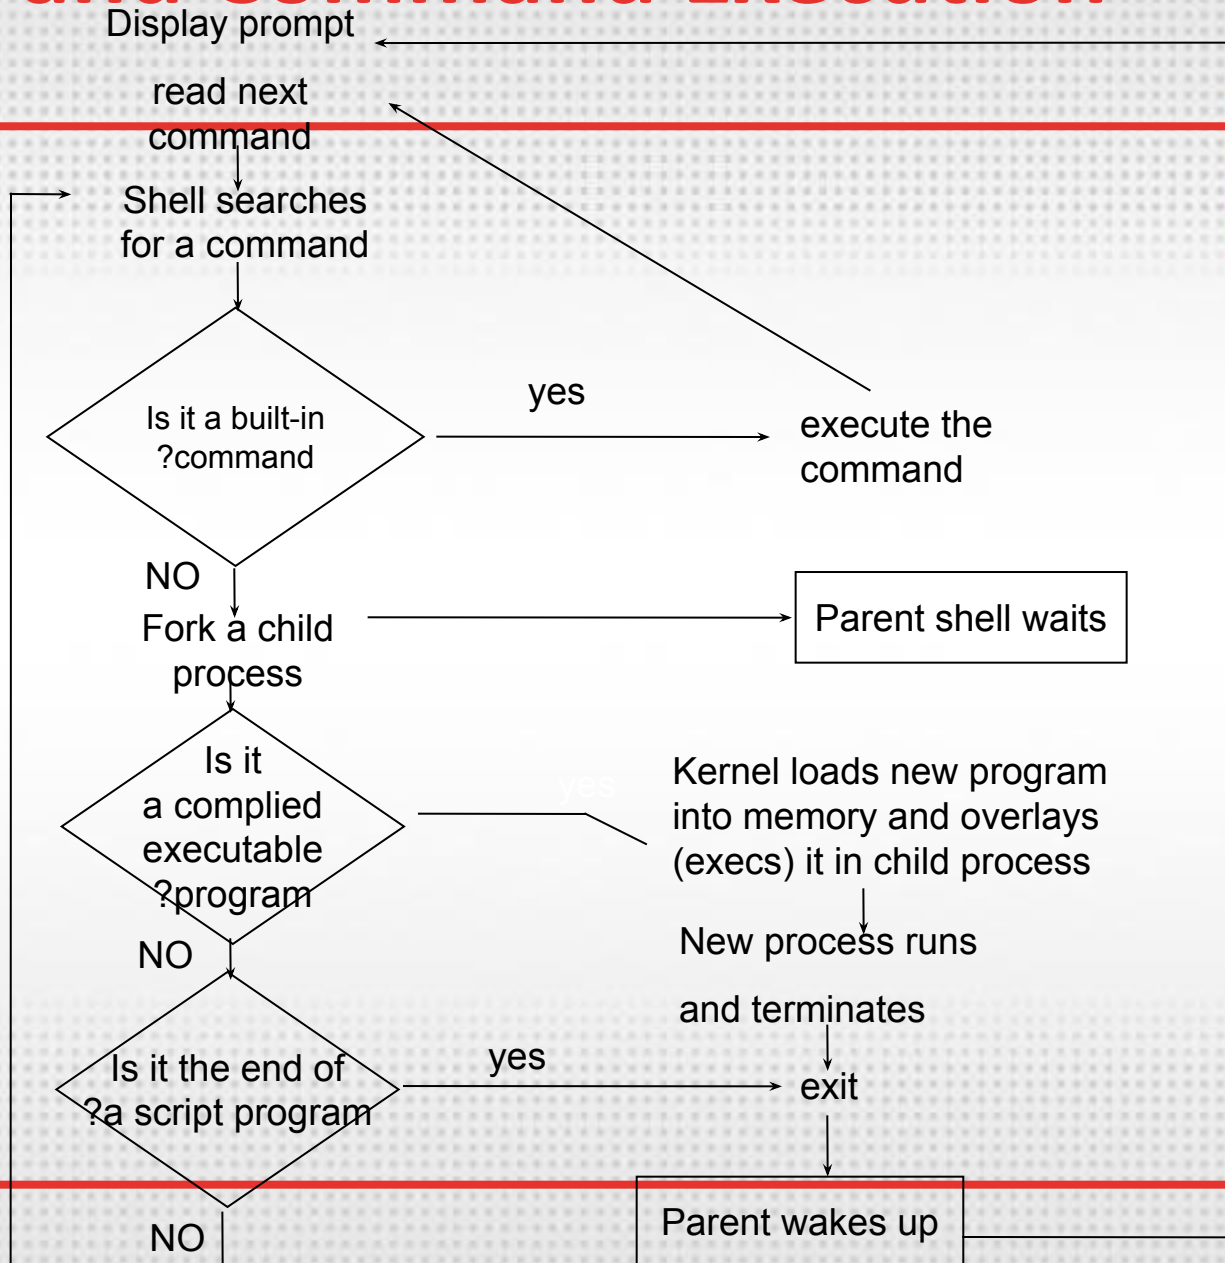 and Command Execution
Display prompt
read next
command
Shell searches
for a command
Is it a built-in
?command
yes
execute the
command
NO
Fork a child
process
Parent shell waits
Is it
a complied
executable
?program
yes
Kernel loads new program
into memory and overlays
(execs) it in child process
New process runs
and terminates
NO
Is it the end of
?a script program
yes
exit
NO
Parent wakes up